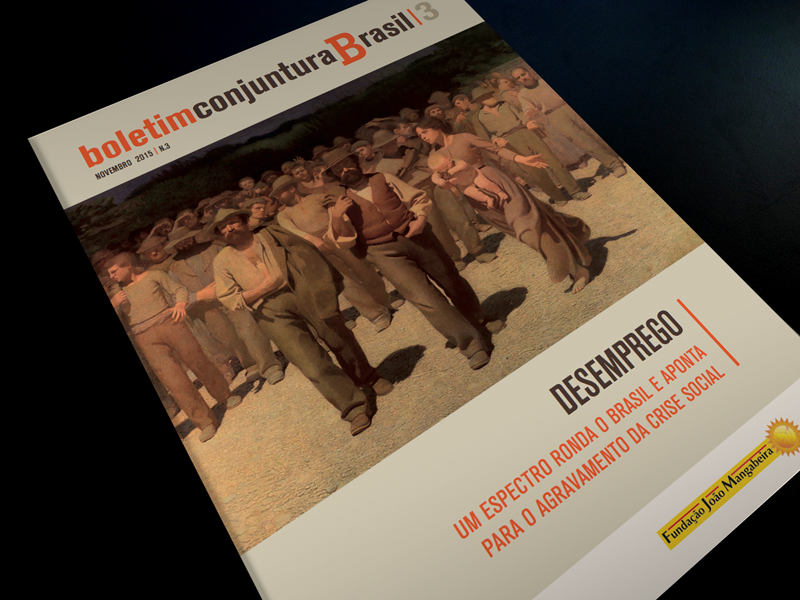 boletimconjunturaBrasil|3
NOVEMBRO 2015 | N.3
DESEMPREGO
UM ESPECTRO RONDA O BRASIL E APONTA
PARA O AGRAVAMENTO DA CRISE SOCIAL
Fundação João Mangabeira